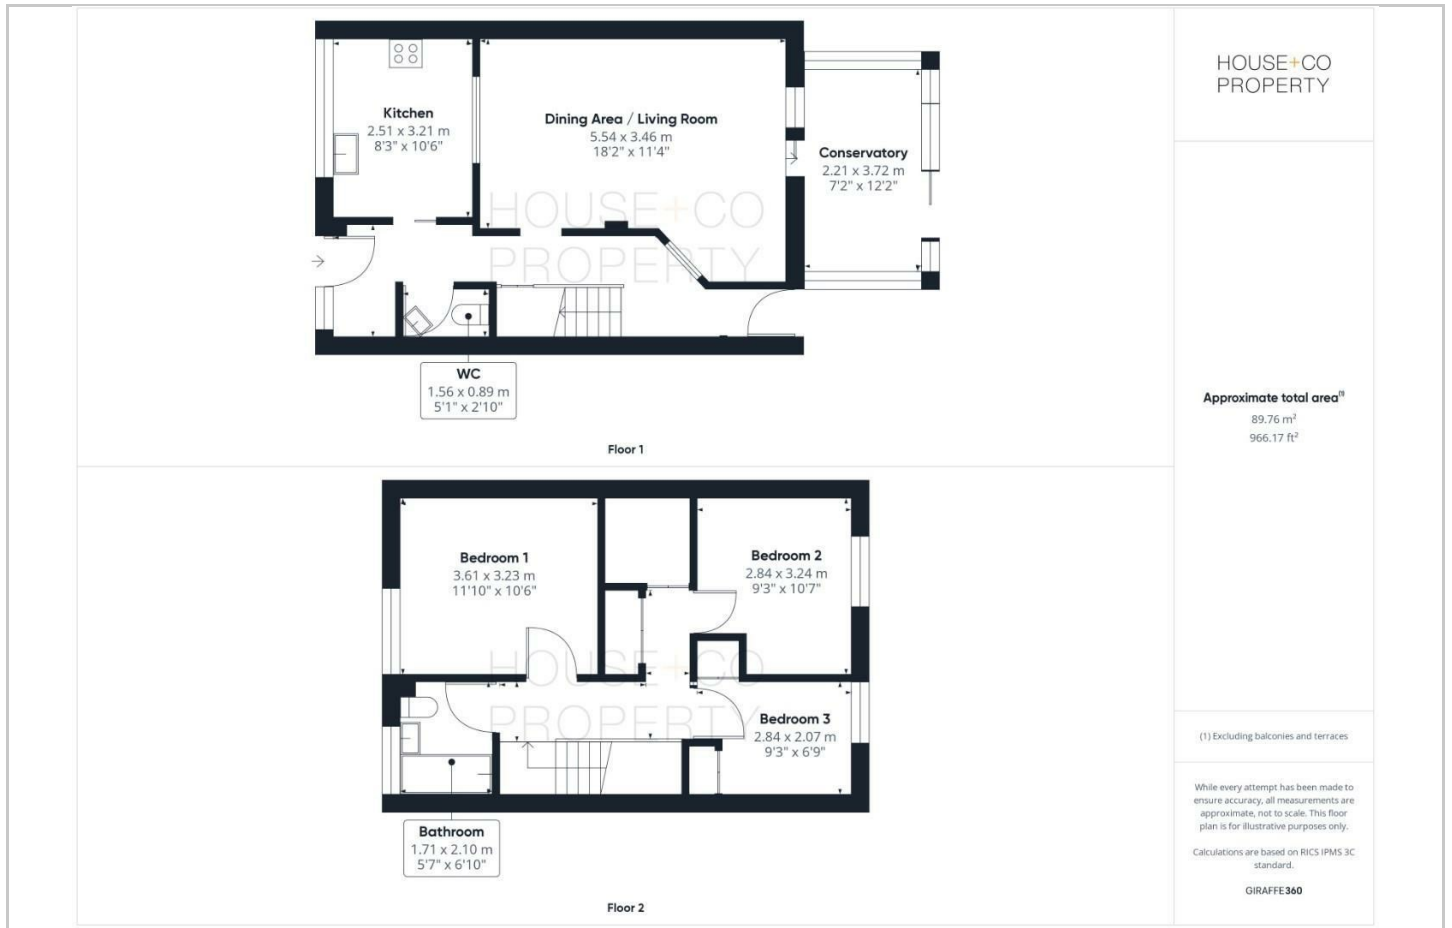 HOUSE+CO
PROPERTY
Kitchen
2.51 x 3.21 m
8'3" x 10'6"
Dining Area / Living Room
5.54 x 3.46 m
18'2" x 11'4"
Conservatory
2.21 x 3.72 m
7'2" x 12'2"
HOUSE+CO
PROPERTY
WC
1.56 x 0.89 m
5'1" x 2'10"
Floor 1
Bedroom 1
3.61 x 3.23 m
11'10" x 10'6"
Bedroom 2
2.84 x 3.24 m
9'3" x 10'7"
HOUSE+CO
PROPERTY
Bedroom 3
2.84 x 2.07 m
9'3" x 6'9"
Bathroom
1.71 x 2.10 m
5'7" x 6'10"
Floor 2
Approximate total area⁽¹⁾
89.76 m²
966.17 ft²
(1) Excluding balconies and terraces
While every attempt has been made to
ensure accuracy, all measurements are
approximate, not to scale. This floor
plan is for illustrative purposes only.
Calculations are based on RICS IPMS 3C
standard.
GIRAFFE360